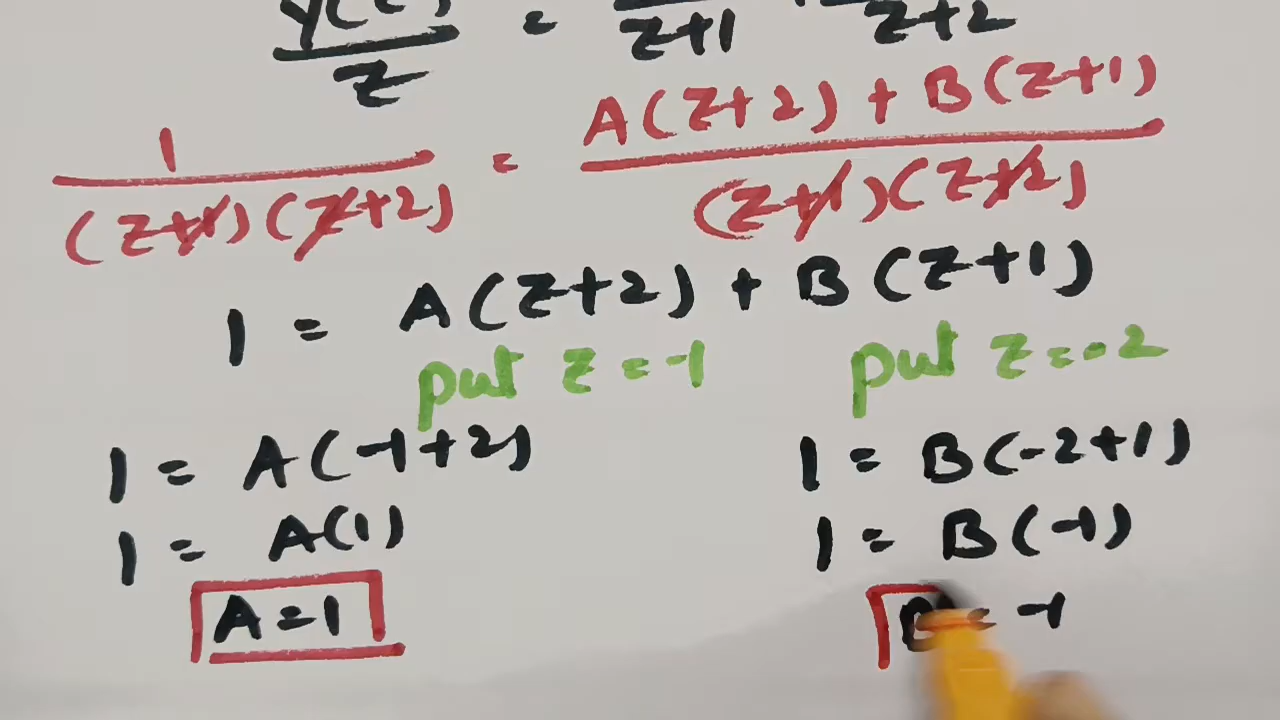 z = z+1 z+2
1 = A(z+2) + B(z+1)
(z+1)(z+2) (z+1)(z+2)
1 = A(z+2) + B(z+1)
put z = -1 put z = -2
1 = A(-1+2) 1 = B(-2+1)
1 = A(1) 1 = B(-1)
A = 1 B = -1